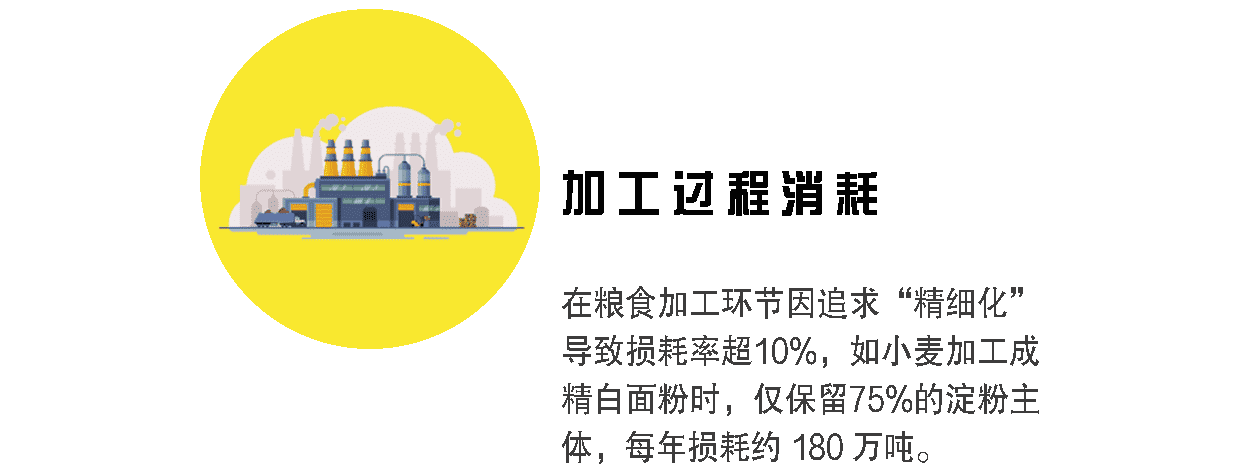 加工过程消耗
在粮食加工环节因追求“精细化”
导致损耗率超10%，如小麦加工成
精白面粉时，仅保留75%的淀粉主
体，每年损耗约 180 万吨。